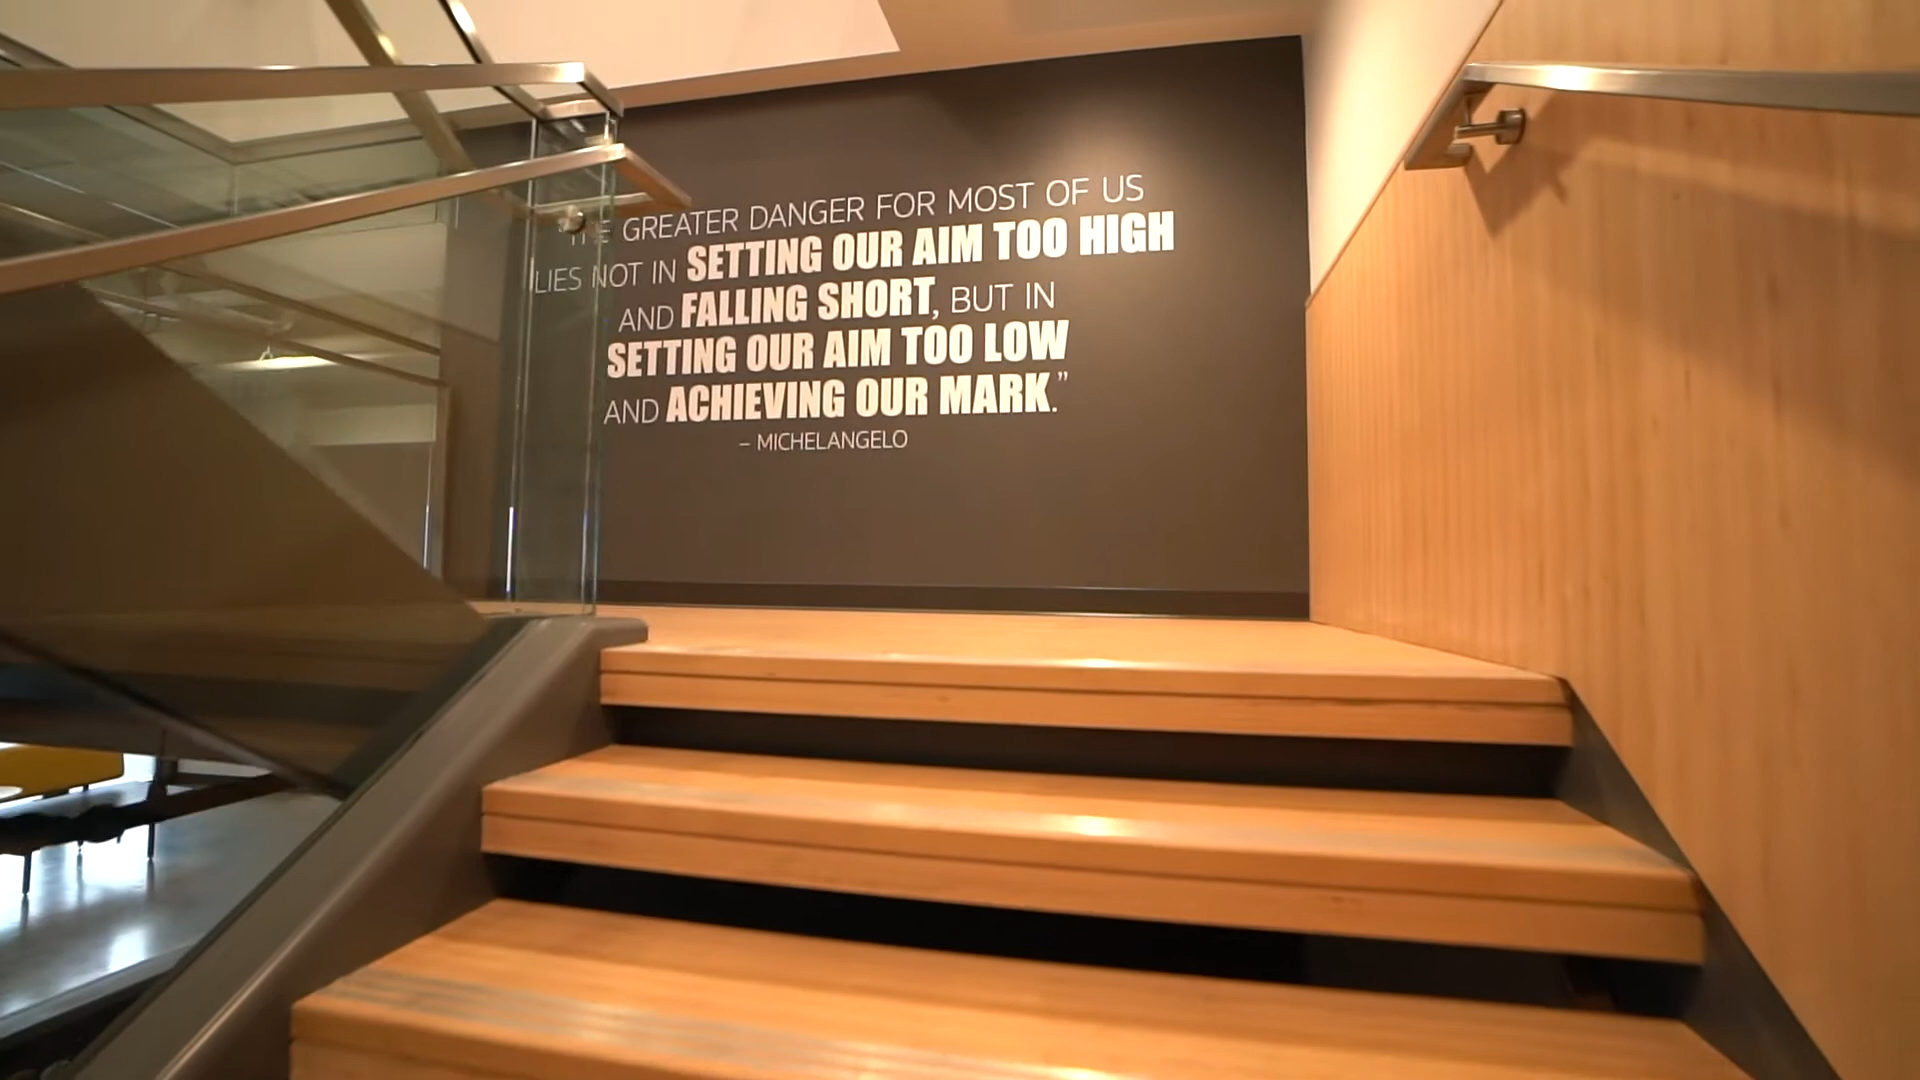 THE GREATER DANGER FOR MOST OF US
LIES NOT IN SETTING OUR AIM TOO HIGH
AND FALLING SHORT, BUT IN
SETTING OUR AIM TOO LOW
AND ACHIEVING OUR MARK.”
– MICHELANGELO